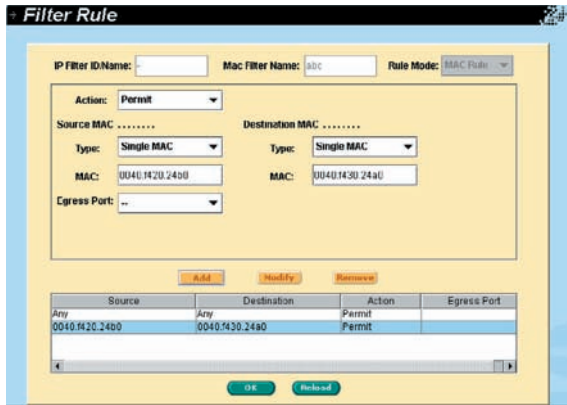 Filter Rule
IP Filter ID/Name: - Mac Filter Name: abc Rule Mode: MAC Rule
Action: Permit
Source MAC ........ Destination MAC ........
Type: Single MAC Type: Single MAC
MAC: 0040.f420.24b0 MAC: 0040.f430.24a0
Egress Port: --
Add Modify Remove
Source Destination Action Egress Port
Any Any Permit
0040.f420.24b0 0040.f430.24a0 Permit
OK Reload